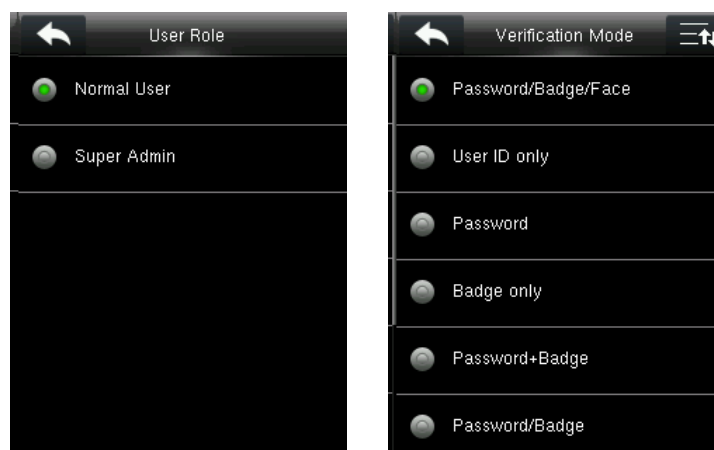 User Role
Normal User
Super Admin
Verification Mode
Password/Badge/Face
User ID only
Password
Badge only
Password+Badge
Password/Badge